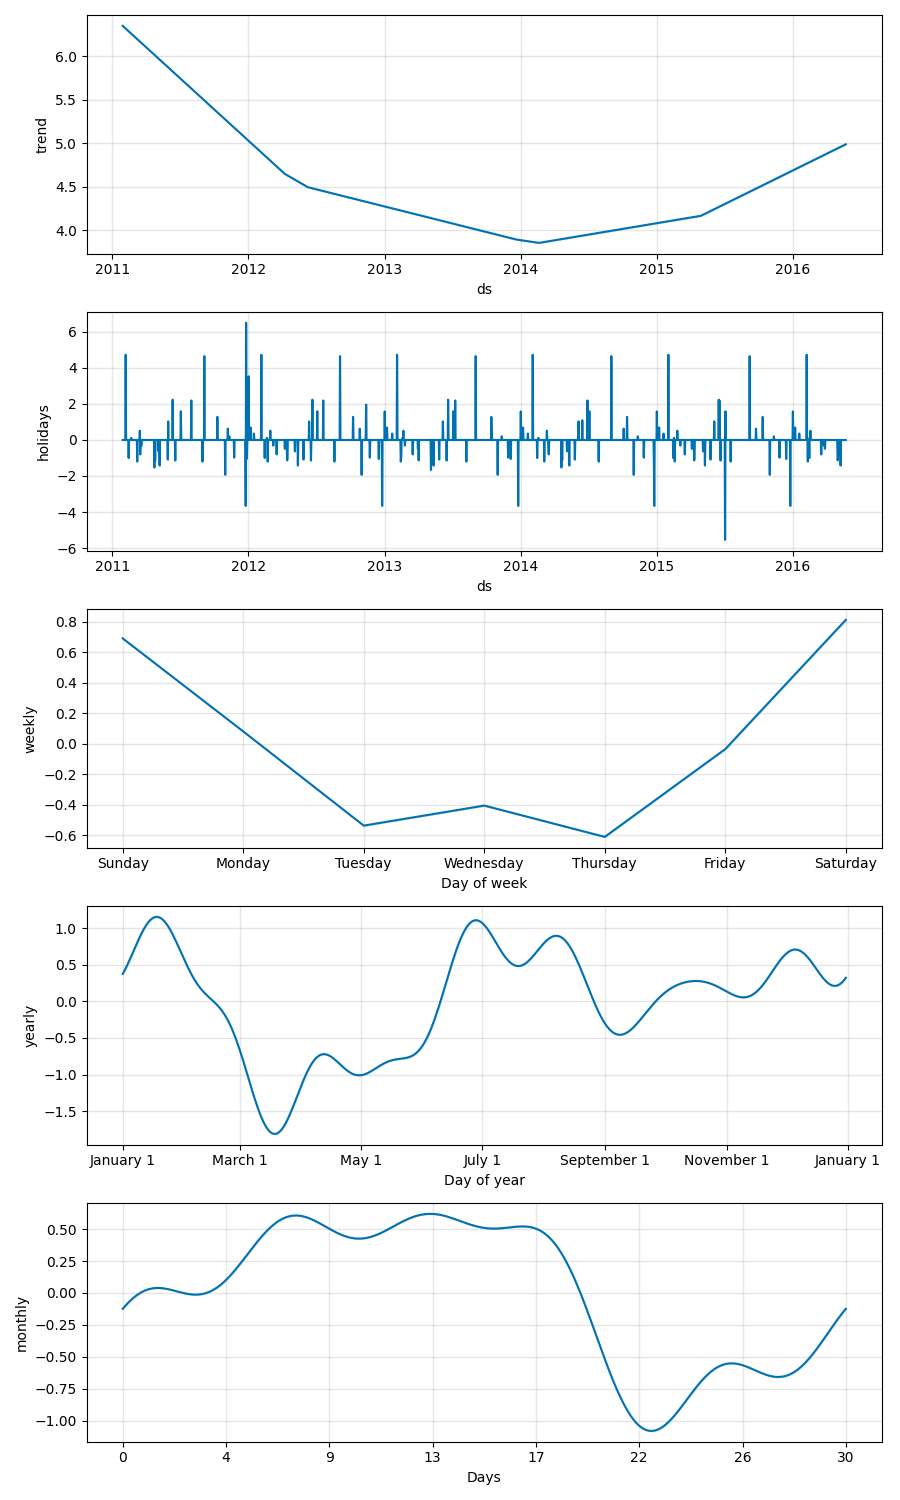 6.0
5.5
5.0
4.5
4.0
trend
2011 2012 2013 2014 2015 2016
ds
6
4
2
0
−2
−4
−6
holidays
2011 2012 2013 2014 2015 2016
ds
0.8
0.6
0.4
0.2
0.0
−0.2
−0.4
−0.6
weekly
Sunday Monday Tuesday Wednesday Thursday Friday Saturday
Day of week
1.0
0.5
0.0
−0.5
−1.0
−1.5
yearly
January 1 March 1 May 1 July 1 September 1 November 1 January 1
Day of year
0.50
0.25
0.00
−0.25
−0.50
−0.75
−1.00
monthly
0 4 9 13 17 22 26 30
Days